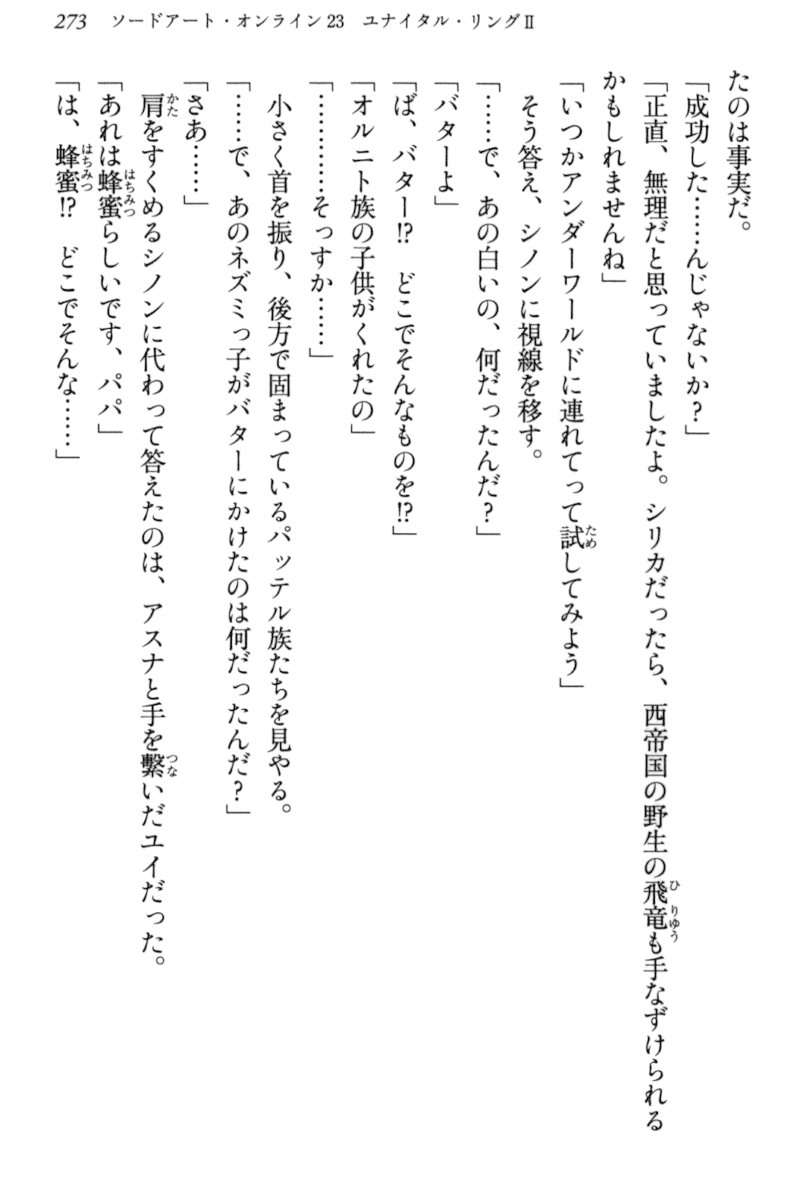 273 ソードアート・オンライン23 ユナイタル・リングⅡ
たのは事実だ。
「成功した……んじゃないか？」
「正直、無理だと思っていましたよ。シリカだったら、西帝国の野生の飛竜も手なずけられる
かもしれませんね」
「いつかアンダーワールドに連れてって試してみよう」
そう答え、シノンに視線を移す。
「……で、あの白いの、何だったんだ？」
「バターよ」
「ば、バター!? どこでそんなものを!?」
「オルニト族の子供がくれたの」
「…………そっすか……」
小さく首を振り、後方で固まっているパッテル族たちを見やる。
「……で、あのネズミっ子がバターにかけたのは何だったんだ？」
「さあ……」
肩をすくめるシノンに代わって答えたのは、アスナと手を繋いだユイだった。
「あれは蜂蜜らしいです、パパ」
「は、蜂蜜!? どこでそんな……」